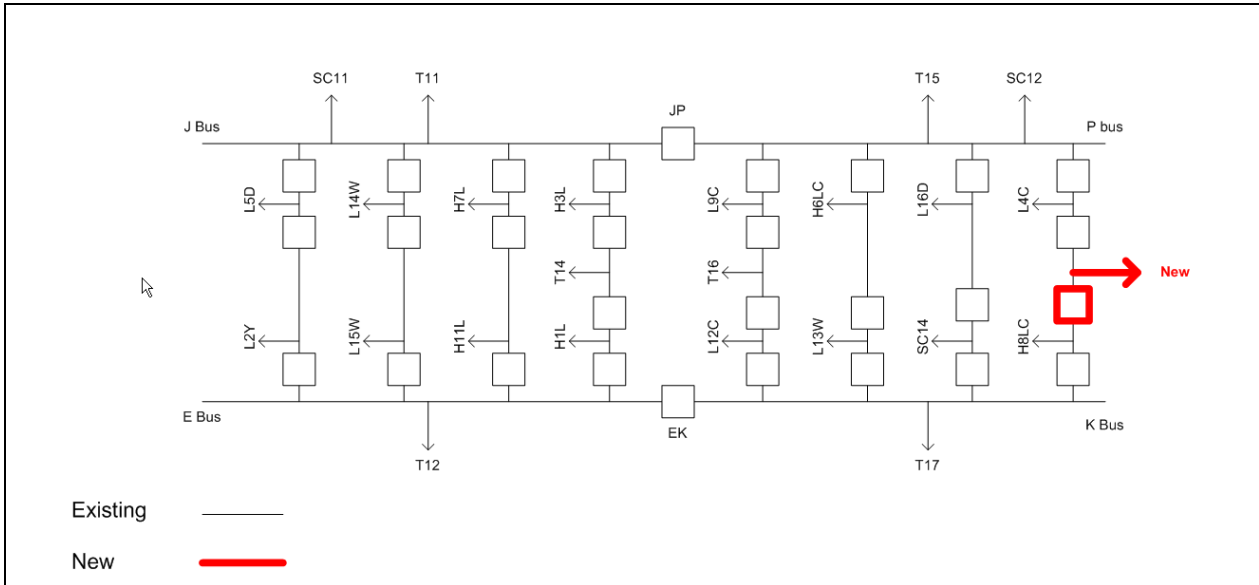 SC11
T11
T15
SC12
JP
J Bus
P bus
L5D
L14W
H7L
H3L
L9C
H6LC
L16D
L4C
T14
T16
New
L2Y
L15W
H11L
H1L
L12C
L13W
SC14
H8LC
E Bus
EK
K Bus
T12
T17
Existing
New